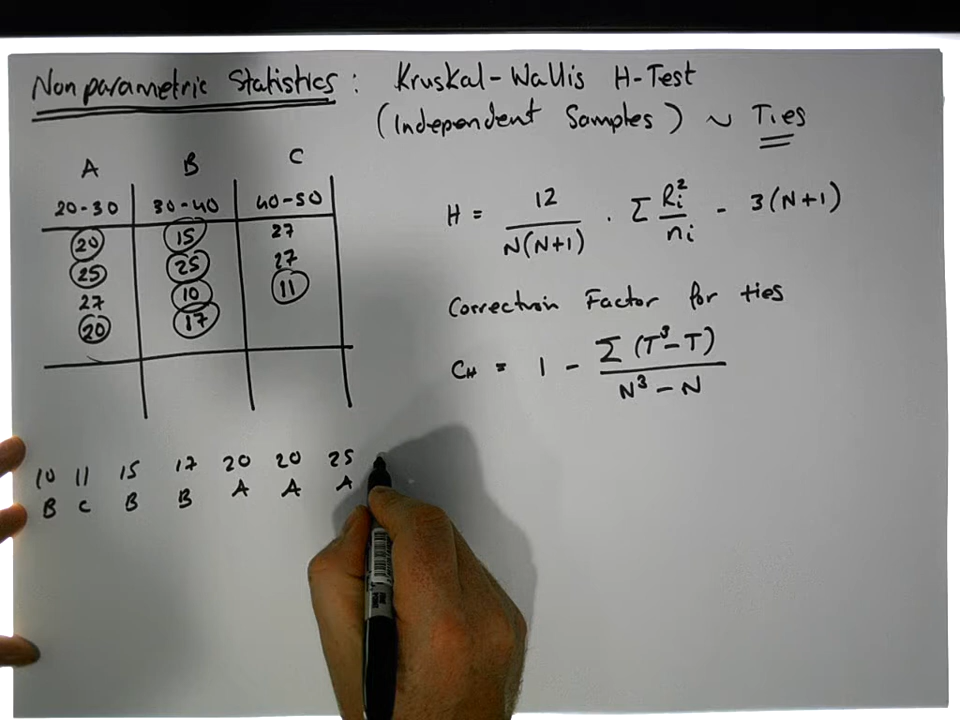 Nonparametric Statistics : Kruskal-Wallis H-Test
(Independent Samples) ~ Ties
A B C
20-30 30-40 40-50
20 15 27
25 25 27
27 10 11
20 17
H = 12 / N(N+1) · Σ Ri² / ni - 3(N+1)
Correction Factor for ties
CH = 1 - Σ (T³-T) / N³ - N
10 11 15 17 20 20 25
B C B B A A A